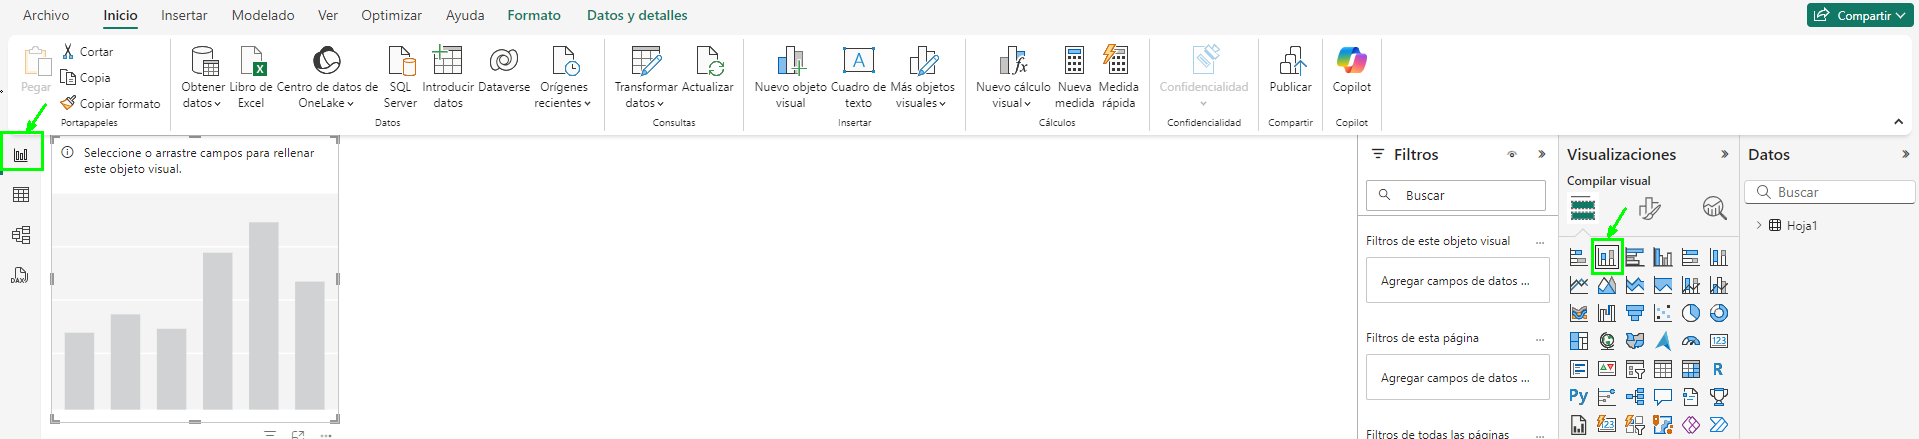 Archivo Inicio Insertar Modelado Ver Optimizar Ayuda Formato Datos y detalles Compartir
Pegar
Cortar
Copia
Copiar formato
Portapapeles
Obtener
datos
Libro de
Excel
Centro de datos de
OneLake
SQL
Server
Introducir
datos
Dataverse
Orígenes
recientes
Datos
Transformar
datos
Actualizar
Consultas
Nuevo objeto
visual
Cuadro de
texto
Más objetos
visuales
Insertar
Nuevo cálculo
visual
Nueva
medida
Medida
rápida
Cálculos
Confidencialidad
Confidencialidad
Publicar
Compartir
Copilot
Copilot
Seleccione o arrastre campos para rellenar
este objeto visual.
Filtros
Buscar
Filtros de este objeto visual ...
Agregar campos de datos ...
Filtros de esta página ...
Agregar campos de datos ...
Filtros de todas las páginas ...
Visualizaciones
Compilar visual
123
R
Py
123
Datos
Buscar
Hoja1
DAX